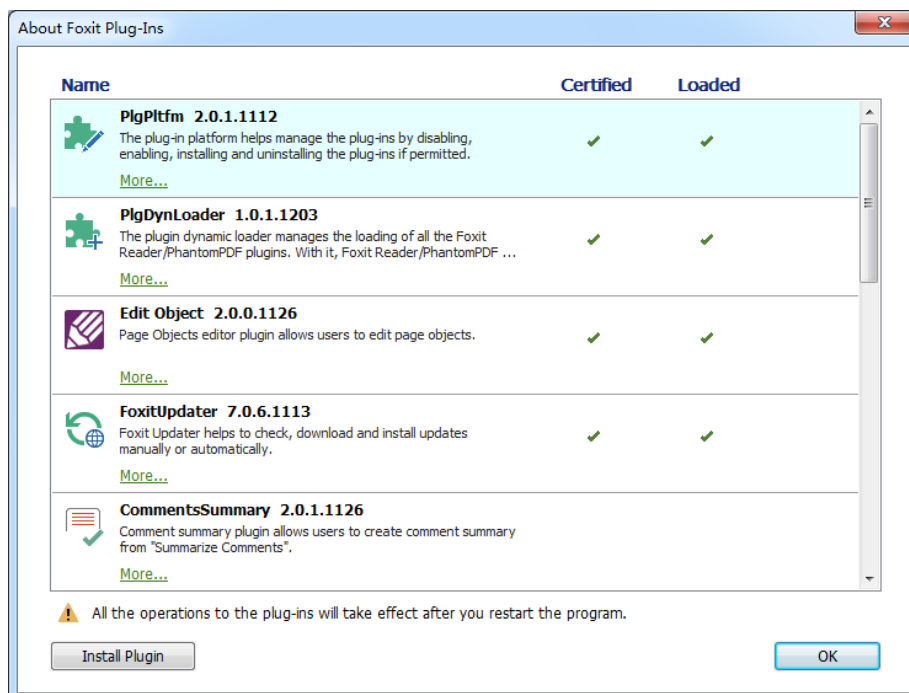 About Foxit Plug-Ins
Name Certified Loaded
PlgPltfm 2.0.1.1112
The plug-in platform helps manage the plug-ins by disabling,
enabling, installing and uninstalling the plug-ins if permitted.
More...
PlgDynLoader 1.0.1.1203
The plugin dynamic loader manages the loading of all the Foxit
Reader/PhantomPDF plugins. With it, Foxit Reader/PhantomPDF ...
More...
Edit Object 2.0.0.1126
Page Objects editor plugin allows users to edit page objects.
More...
FoxitUpdater 7.0.6.1113
Foxit Updater helps to check, download and install updates
manually or automatically.
More...
CommentsSummary 2.0.1.1126
Comment summary plugin allows users to create comment summary
from "Summarize Comments".
More...
All the operations to the plug-ins will take effect after you restart the program.
Install Plugin OK